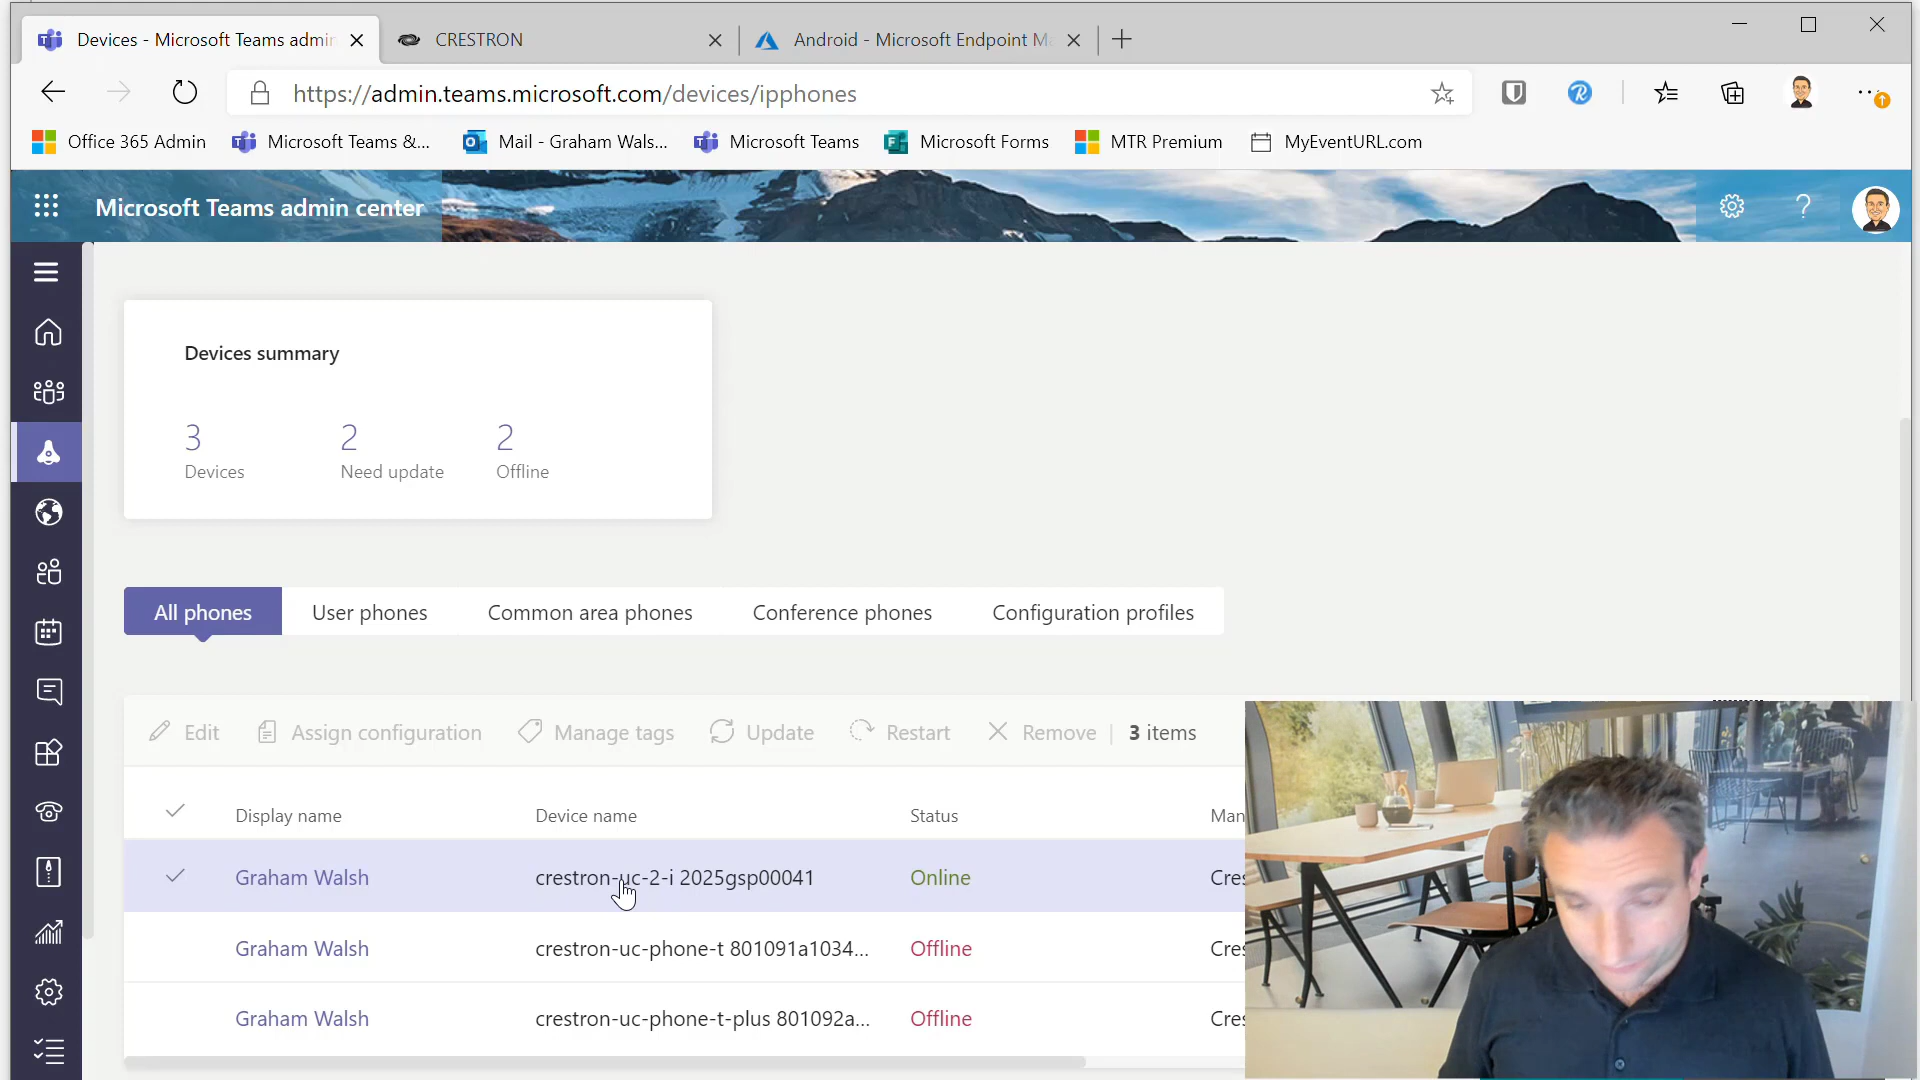 Devices - Microsoft Teams admin
CRESTRON
Android - Microsoft Endpoint M
https://admin.teams.microsoft.com/devices/ipphones
Office 365 Admin
Microsoft Teams &...
Mail - Graham Wals...
Microsoft Teams
Microsoft Forms
MTR Premium
MyEventURL.com
Microsoft Teams admin center
Devices summary
3 2 2
Devices Need update Offline
All phones User phones Common area phones Conference phones Configuration profiles
Edit Assign configuration Manage tags Update Restart Remove 3 items
Display name Device name Status Man
Graham Walsh crestron-uc-2-i 2025gsp00041 Online Cres
Graham Walsh crestron-uc-phone-t 801091a1034... Offline Cres
Graham Walsh crestron-uc-phone-t-plus 801092a... Offline Cres